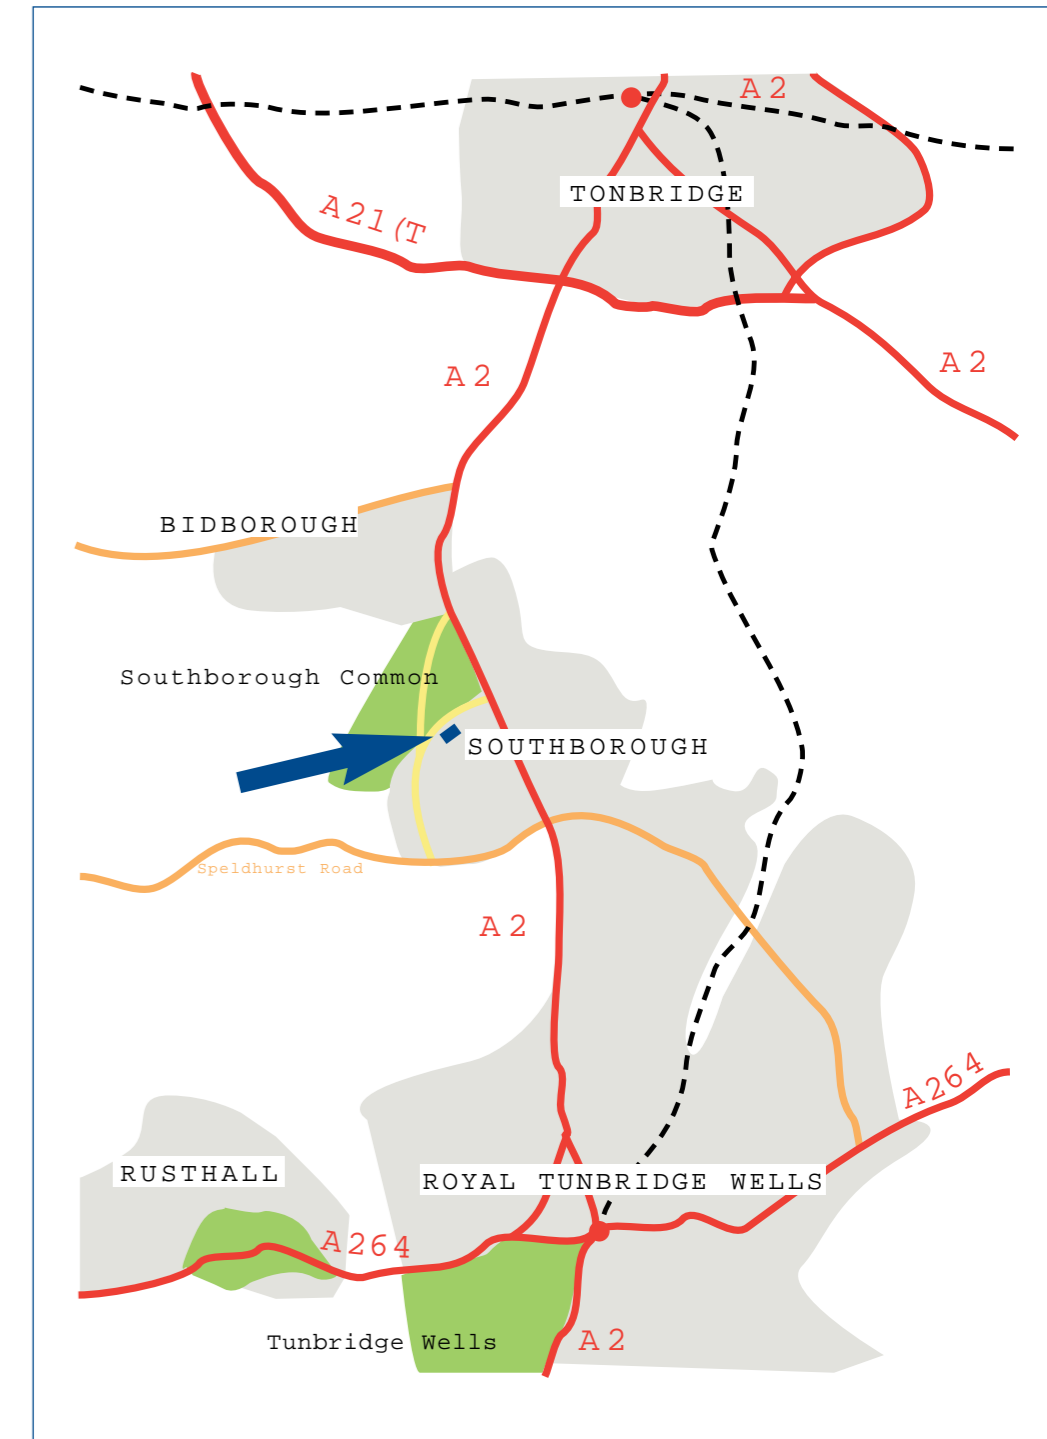 A2
TONBRIDGE
A21(T
A2
A2
BIDBOROUGH
Southborough Common
SOUTHBOROUGH
Speldhurst Road
A2
A264
RUSTHALL
ROYAL TUNBRIDGE WELLS
A264
Tunbridge Wells
A2